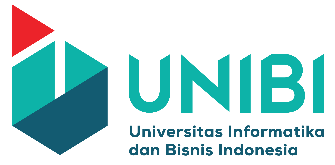 UNIBI
Universitas Informatika
dan Bisnis Indonesia